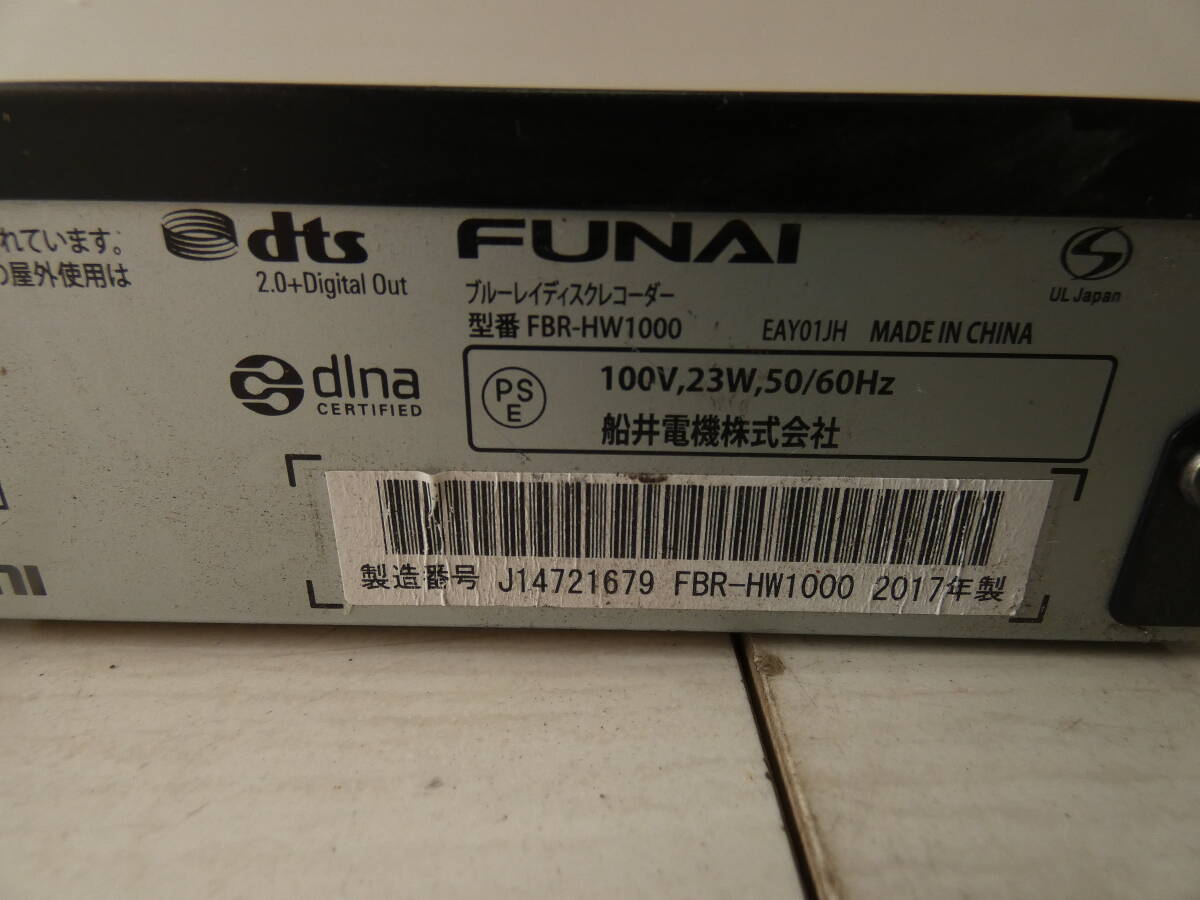 れています。
屋外使用は
dts
2.0+Digital Out
FUNAI
ブルーレイディスクレコーダー
型番 FBR-HW1000
EAY01JH MADE IN CHINA
UL Japan
dlna
CERTIFIED
PS
E
100V,23W,50/60Hz
船井電機株式会社
製造番号 J14721679 FBR-HW1000 2017年製